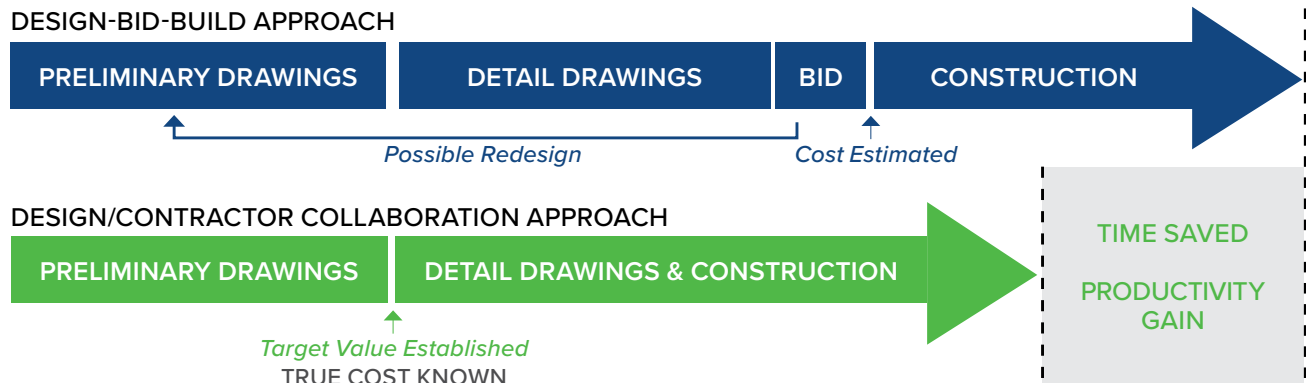 DESIGN-BID-BUILD APPROACH
PRELIMINARY DRAWINGS
DETAIL DRAWINGS
BID
CONSTRUCTION
Possible Redesign
Cost Estimated
DESIGN/CONTRACTOR COLLABORATION APPROACH
PRELIMINARY DRAWINGS
DETAIL DRAWINGS & CONSTRUCTION
TIME SAVED
PRODUCTIVITY
GAIN
Target Value Established
TRUE COST KNOWN